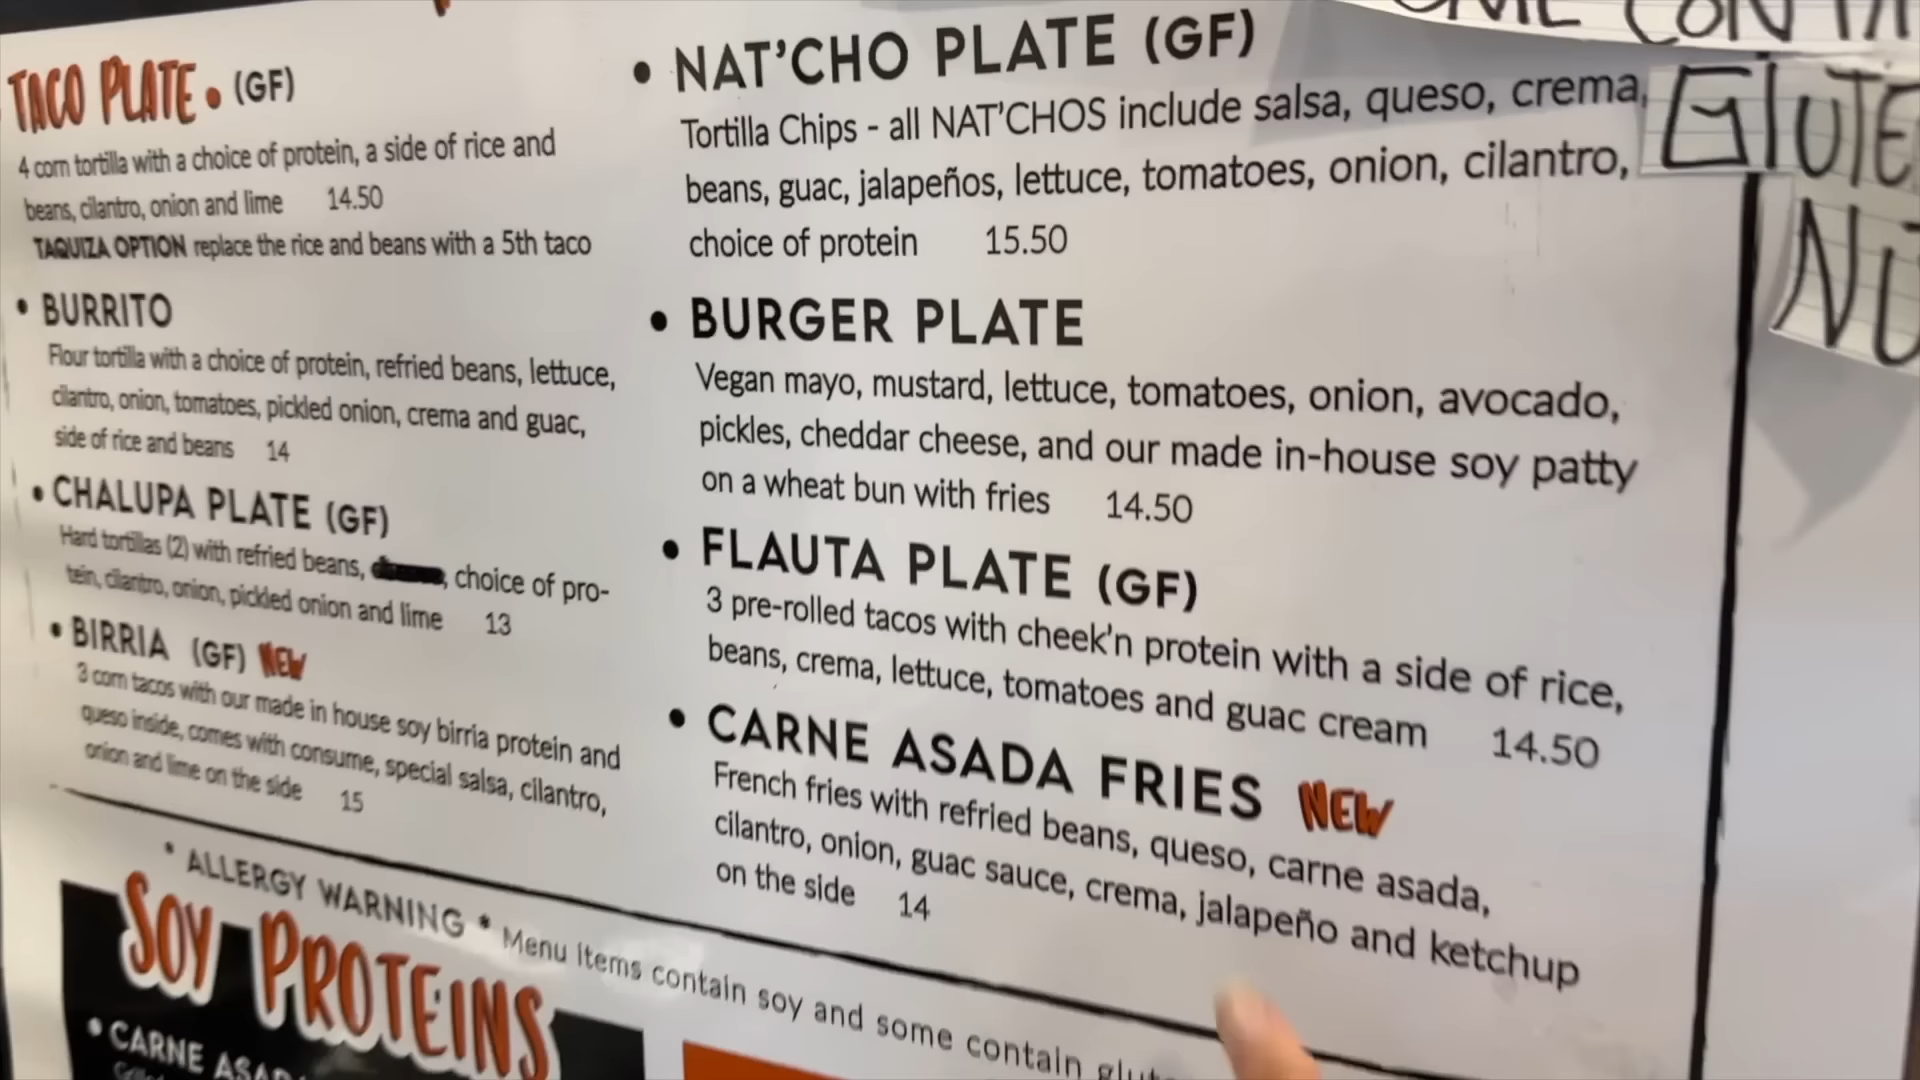 TACO PLATE • (GF)
4 corn tortilla with a choice of protein, a side of rice and
beans, cilantro, onion and lime 14.50
TAQUIZA OPTION replace the rice and beans with a 5th taco
• BURRITO
Flour tortilla with a choice of protein, refried beans, lettuce,
cilantro, onion, tomatoes, pickled onion, crema and guac,
side of rice and beans 14
• CHALUPA PLATE (GF)
Hard tortillas (2) with refried beans, , choice of pro-
tein, cilantro, onion, pickled onion and lime 13
• BIRRIA (GF) NEW
3 corn tacos with our made in house soy birria protein and
queso inside, comes with consume, special salsa, cilantro,
onion and lime on the side 15
• NAT'CHO PLATE (GF)
Tortilla Chips - all NAT'CHOS include salsa, queso, crema,
beans, guac, jalapeños, lettuce, tomatoes, onion, cilantro,
choice of protein 15.50
• BURGER PLATE
Vegan mayo, mustard, lettuce, tomatoes, onion, avocado,
pickles, cheddar cheese, and our made in-house soy patty
on a wheat bun with fries 14.50
• FLAUTA PLATE (GF)
3 pre-rolled tacos with cheek'n protein with a side of rice,
beans, crema, lettuce, tomatoes and guac cream 14.50
• CARNE ASADA FRIES NEW
French fries with refried beans, queso, carne asada,
cilantro, onion, guac sauce, crema, jalapeño and ketchup
on the side 14
* ALLERGY WARNING * Menu items contain soy and some contain glut
SOY PROTEINS
• CARNE ASA
GLUTE
NU